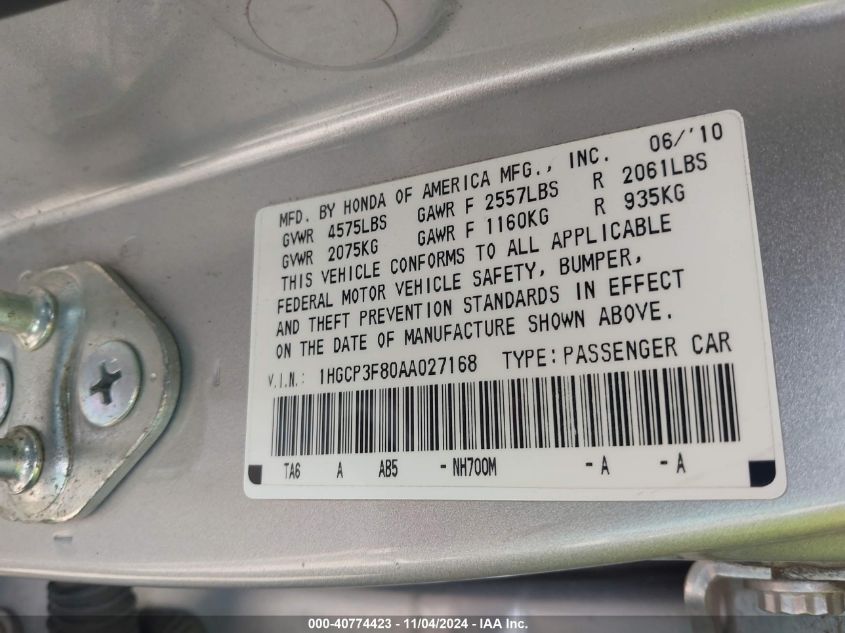 06/'10
MFD. BY HONDA OF AMERICA MFG., INC.
GVWR 4575LBS GAWR F 2557LBS R 2061LBS
GVWR 2075KG GAWR F 1160KG R 935KG
THIS VEHICLE CONFORMS TO ALL APPLICABLE
FEDERAL MOTOR VEHICLE SAFETY, BUMPER,
AND THEFT PREVENTION STANDARDS IN EFFECT
ON THE DATE OF MANUFACTURE SHOWN ABOVE.
V.I.N.: 1HGCP3F80AA027168 TYPE:PASSENGER CAR
TA6 A AB5 -NH700M -A -A
000-40774423 - 11/04/2024 - IAA Inc.